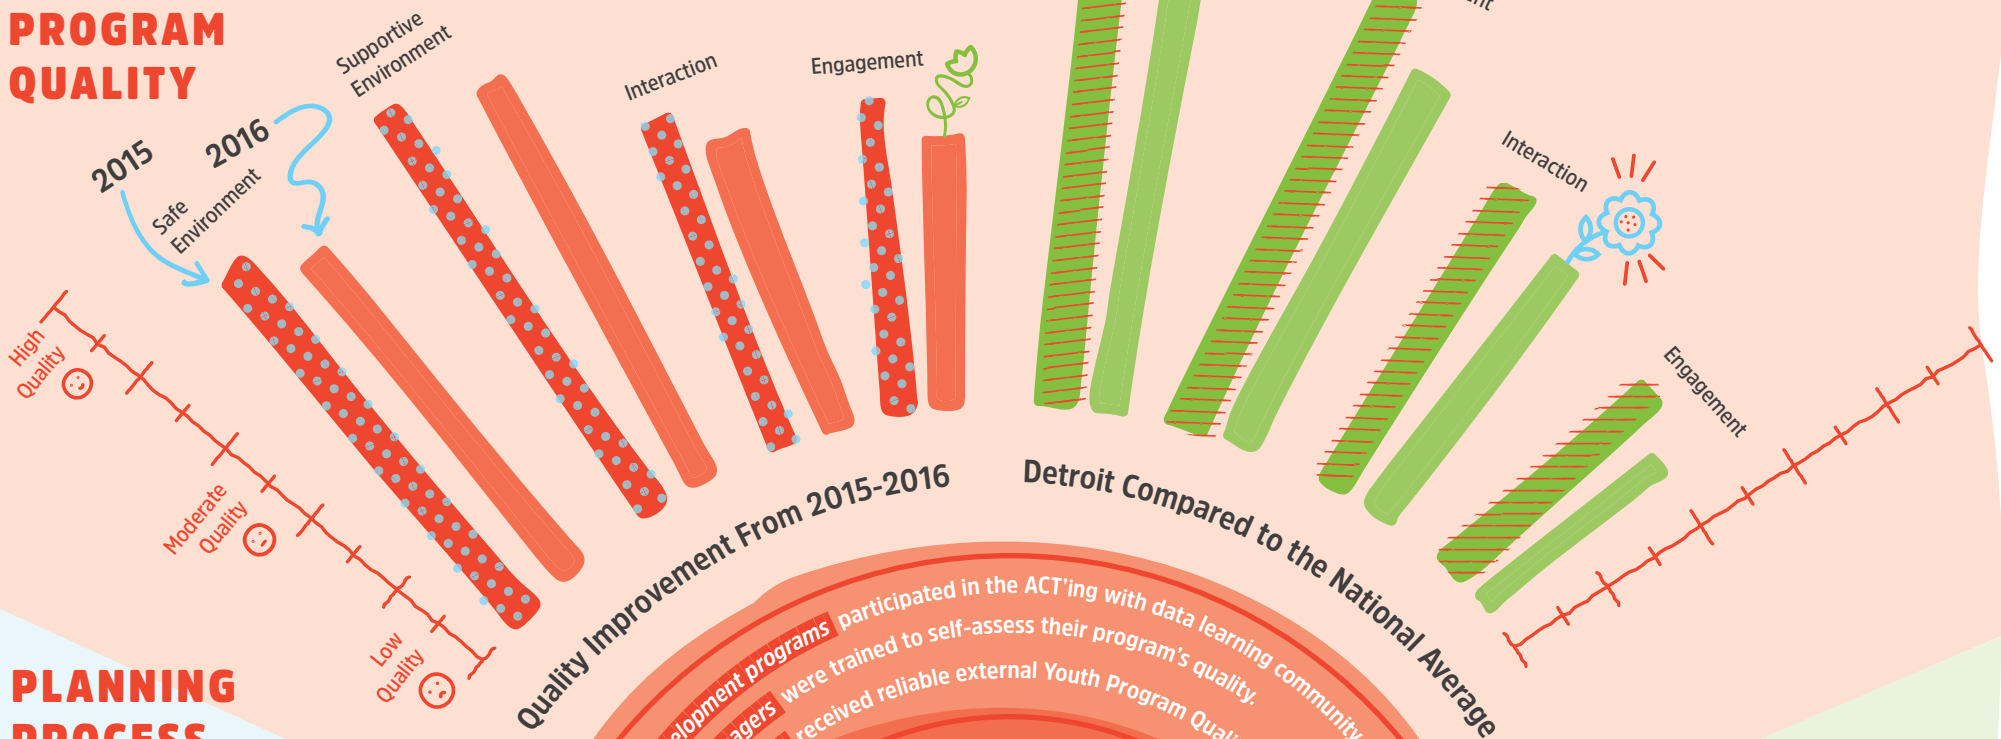 PROGRAM
QUALITY
2015
2016
Safe
Environment
Supportive
Environment
Interaction
Engagement
Interaction
Engagement
High
Quality
Moderate
Quality
Low
Quality
Quality Improvement From 2015-2016
Detroit Compared to the National Average
programs participated in the ACT'ing with data learning community
were trained to self-assess their program's quality.
received reliable external Youth Program
PLANNING
PROCESS